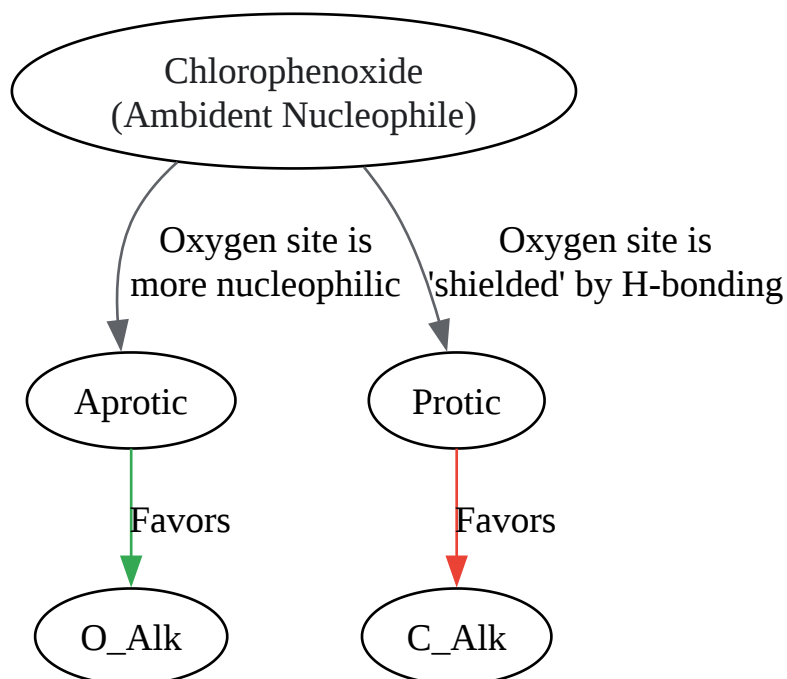 Chlorophenoxide
(Ambident Nucleophile)
Oxygen site is
more nucleophilic
Oxygen site is
'shielded' by H-bonding
Aprotic
Protic
Favors
Favors
O_Alk
C_Alk